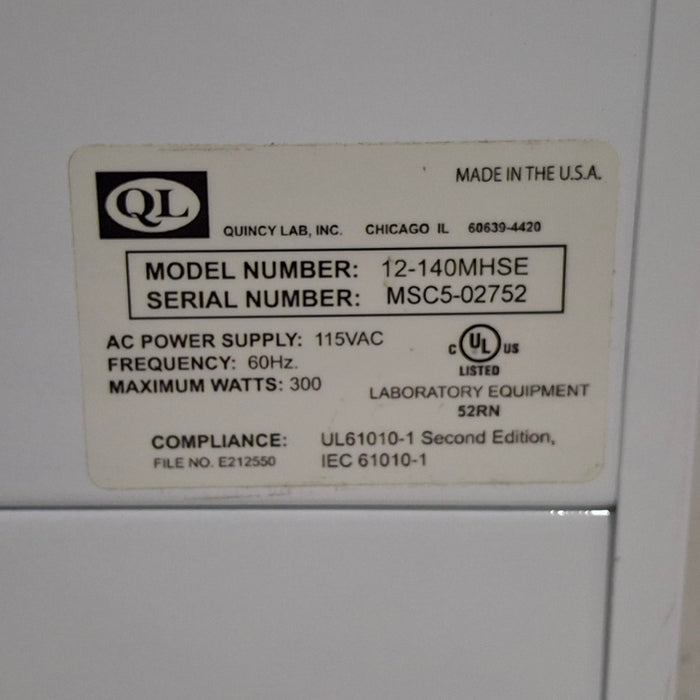 MADE IN THE U.S.A.
QL
QUINCY LAB, INC. CHICAGO IL 60639-4420
MODEL NUMBER: 12-140MHSE
SERIAL NUMBER: MSC5-02752
AC POWER SUPPLY: 115VAC
FREQUENCY: 60Hz.
MAXIMUM WATTS: 300
C UL US
LISTED
LABORATORY EQUIPMENT
52RN
COMPLIANCE: UL61010-1 Second Edition,
FILE NO. E212550 IEC 61010-1